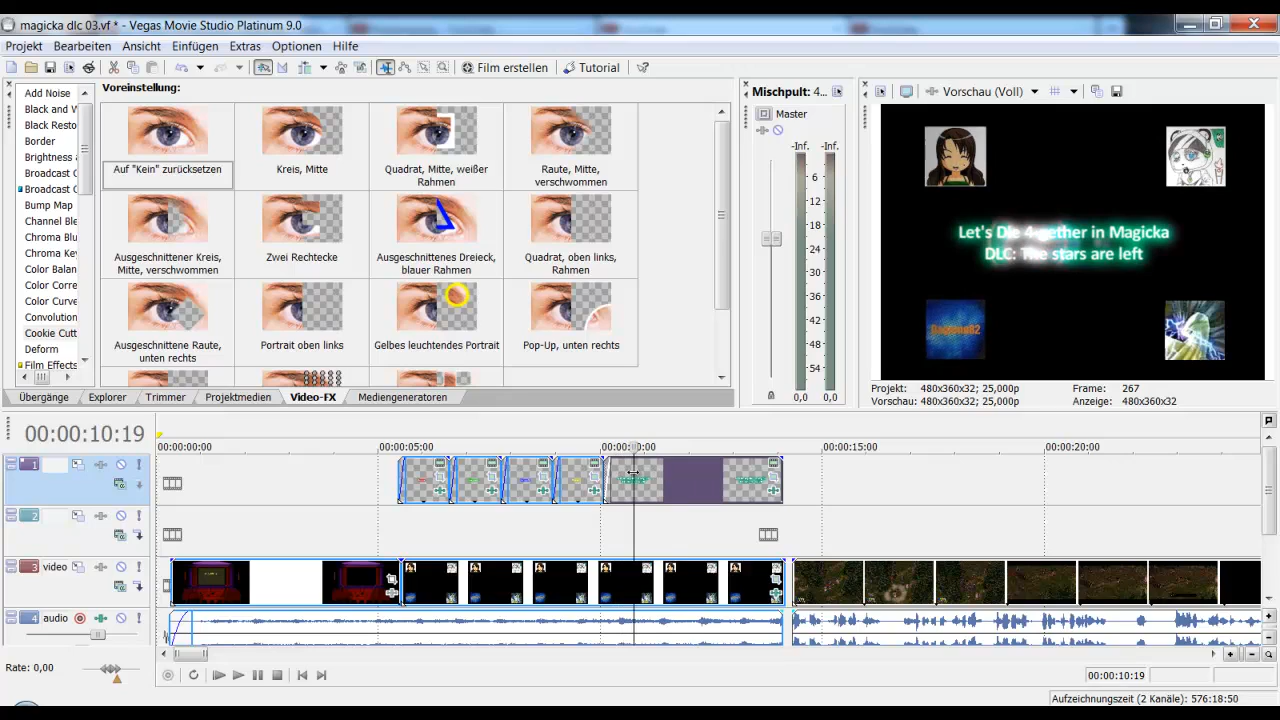 magicka dlc 03.vf * - Vegas Movie Studio Platinum 9.0
Projekt Bearbeiten Ansicht Einfügen Extras Optionen Hilfe
Film erstellen Tutorial
Voreinstellung:
Add Noise
Black and W
Black Resto
Border
Brightness a
Broadcast C
Broadcast C
Bump Map
Channel Ble
Chroma Blu
Chroma Key
Color Balan
Color Correc
Color Curve
Convolution
Cookie Cutt
Deform
Film Effects
Auf "Kein" zurücksetzen
Kreis, Mitte
Quadrat, Mitte, weißer
Rahmen
Raute, Mitte,
verschwommen
Ausgeschnittener Kreis,
Mitte, verschwommen
Zwei Rechtecke
Ausgeschnittenes Dreieck,
blauer Rahmen
Quadrat, oben links,
Rahmen
Ausgeschnittene Raute,
unten rechts
Portrait oben links
Gelbes leuchtendes Portrait
Pop-Up, unten rechts
Übergänge Explorer Trimmer Projektmedien Video-FX Mediengeneratoren
Mischpult: 4...
Master
-Inf. -Inf.
6
12
18
24
30
36
42
48
54
0,0 0,0
Vorschau (Voll)
Let's Die 4-gether in Magicka
DLC: The stars are left
Projekt: 480x360x32; 25,000p Frame: 267
Vorschau: 480x360x32; 25,000p Anzeige: 480x360x32
00:00:10:19
00:00:00:00 00:00:05:00 00:00:10:00 00:00:15:00 00:00:20:00
1
2
3 video
4 audio
Rate: 0,00
00:00:10:19
Aufzeichnungszeit (2 Kanäle): 576:18:50